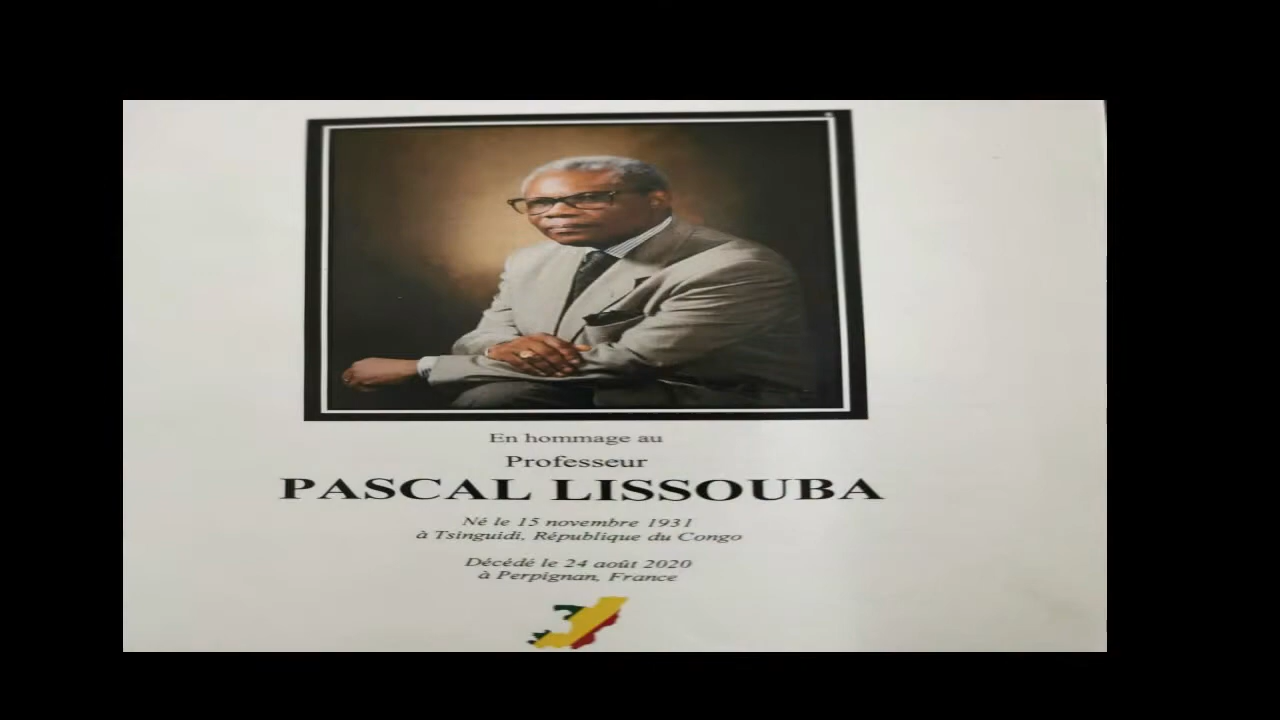 En hommage au
Professeur
PASCAL LISSOUBA
Né le 15 novembre 1931
à Tsinguidi, République du Congo
Décédé le 24 août 2020
à Perpignan, France